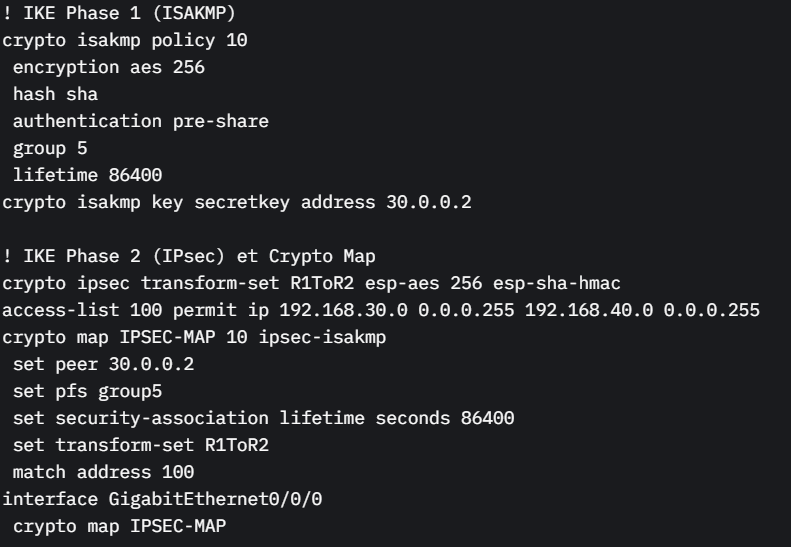 ! IKE Phase 1 (ISAKMP)
crypto isakmp policy 10
 encryption aes 256
 hash sha
 authentication pre-share
 group 5
 lifetime 86400
crypto isakmp key secretkey address 30.0.0.2

! IKE Phase 2 (IPsec) et Crypto Map
crypto ipsec transform-set R1ToR2 esp-aes 256 esp-sha-hmac
access-list 100 permit ip 192.168.30.0 0.0.0.255 192.168.40.0 0.0.0.255
crypto map IPSEC-MAP 10 ipsec-isakmp
 set peer 30.0.0.2
 set pfs group5
 set security-association lifetime seconds 86400
 set transform-set R1ToR2
 match address 100
interface GigabitEthernet0/0/0
 crypto map IPSEC-MAP